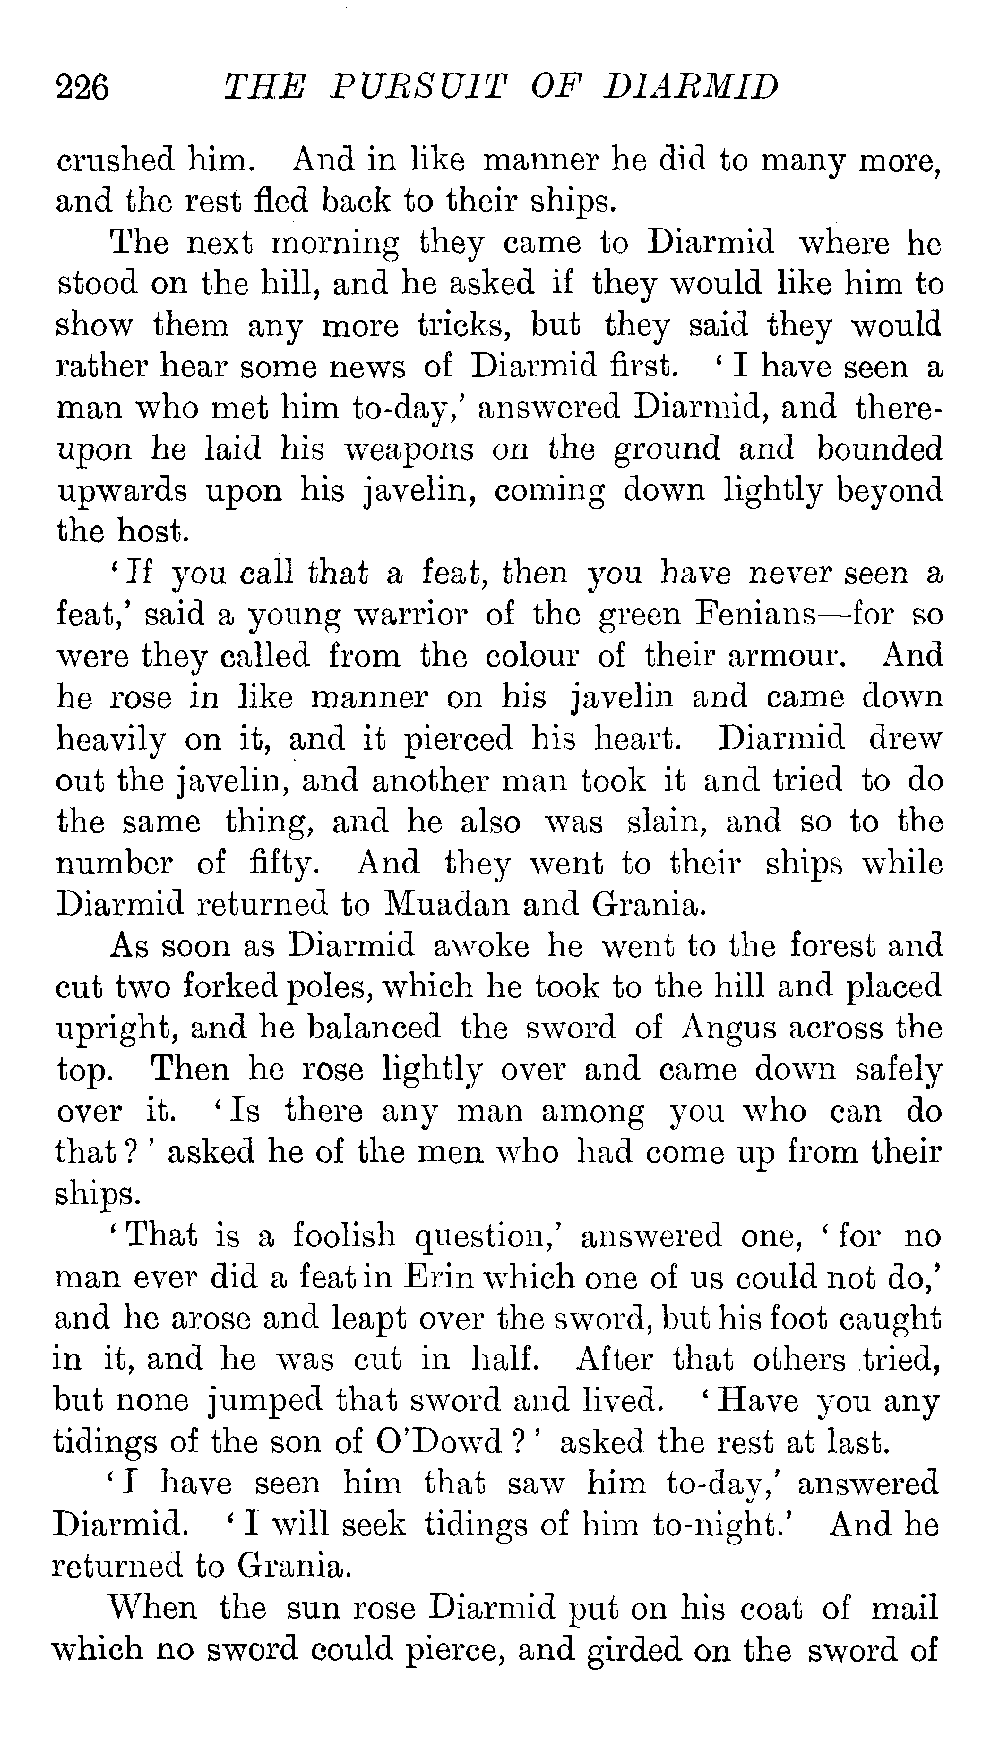 226 THE PURSUIT OF DIARMID
crushed him. And in like manner he did to many more,
and the rest fled back to their ships.
The next morning they came to Diarmid where he
stood on the hill, and he asked if they would like him to
show them any more tricks, but they said they would
rather hear some news of Diarmid first. ‘ I have seen a
man who met him to-day,’ answered Diarmid, and there-
upon he laid his weapons on the ground and bounded
upwards upon his javelin, coming down lightly beyond
the host.
‘ If you call that a feat, then you have never seen a
feat,’ said a young warrior of the green Fenians—for so
were they called from the colour of their armour. And
he rose in like manner on his javelin and came down
heavily on it, and it pierced his heart. Diarmid drew
out the javelin, and another man took it and tried to do
the same thing, and he also was slain, and so to the
number of fifty. And they went to their ships while
Diarmid returned to Muadan and Grania.
As soon as Diarmid awoke he went to the forest and
cut two forked poles, which he took to the hill and placed
upright, and he balanced the sword of Angus across the
top. Then he rose lightly over and came down safely
over it. ‘ Is there any man among you who can do
that ? ’ asked he of the men who had come up from their
ships.
‘ That is a foolish question,’ answered one, ‘ for no
man ever did a feat in Erin which one of us could not do,’
and he arose and leapt over the sword, but his foot caught
in it, and he was cut in half. After that others tried,
but none jumped that sword and lived. ‘ Have you any
tidings of the son of O’Dowd ? ’ asked the rest at last.
‘ I have seen him that saw him to-day,’ answered
Diarmid. ‘ I will seek tidings of him to-night.’ And he
returned to Grania.
When the sun rose Diarmid put on his coat of mail
which no sword could pierce, and girded on the sword of